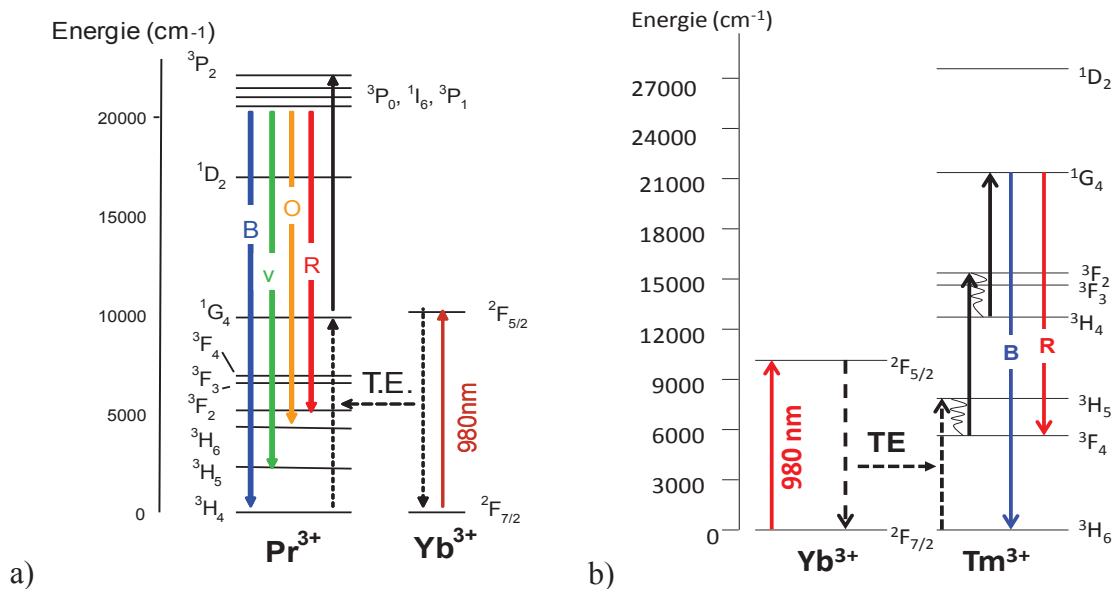 Energie (cm-1)
³P₂
³P₀, ¹I₆, ³P₁
20000
¹D₂
15000
B
v
O
R
¹G₄
10000
²F₅/₂
³F₄
³F₃
T.E.
³F₂
5000
980nm
³H₆
³H₅
0
³H₄
²F₇/₂
Pr³⁺
Yb³⁺
a)
Energie (cm⁻¹)
27000
¹D₂
24000
21000
¹G₄
18000
15000
³F₂
³F₃
12000
³H₄
B
R
9000
²F₅/₂
³H₅
6000
980 nm
TE
³F₄
3000
0
²F₇/₂
³H₆
Yb³⁺
Tm³⁺
b)